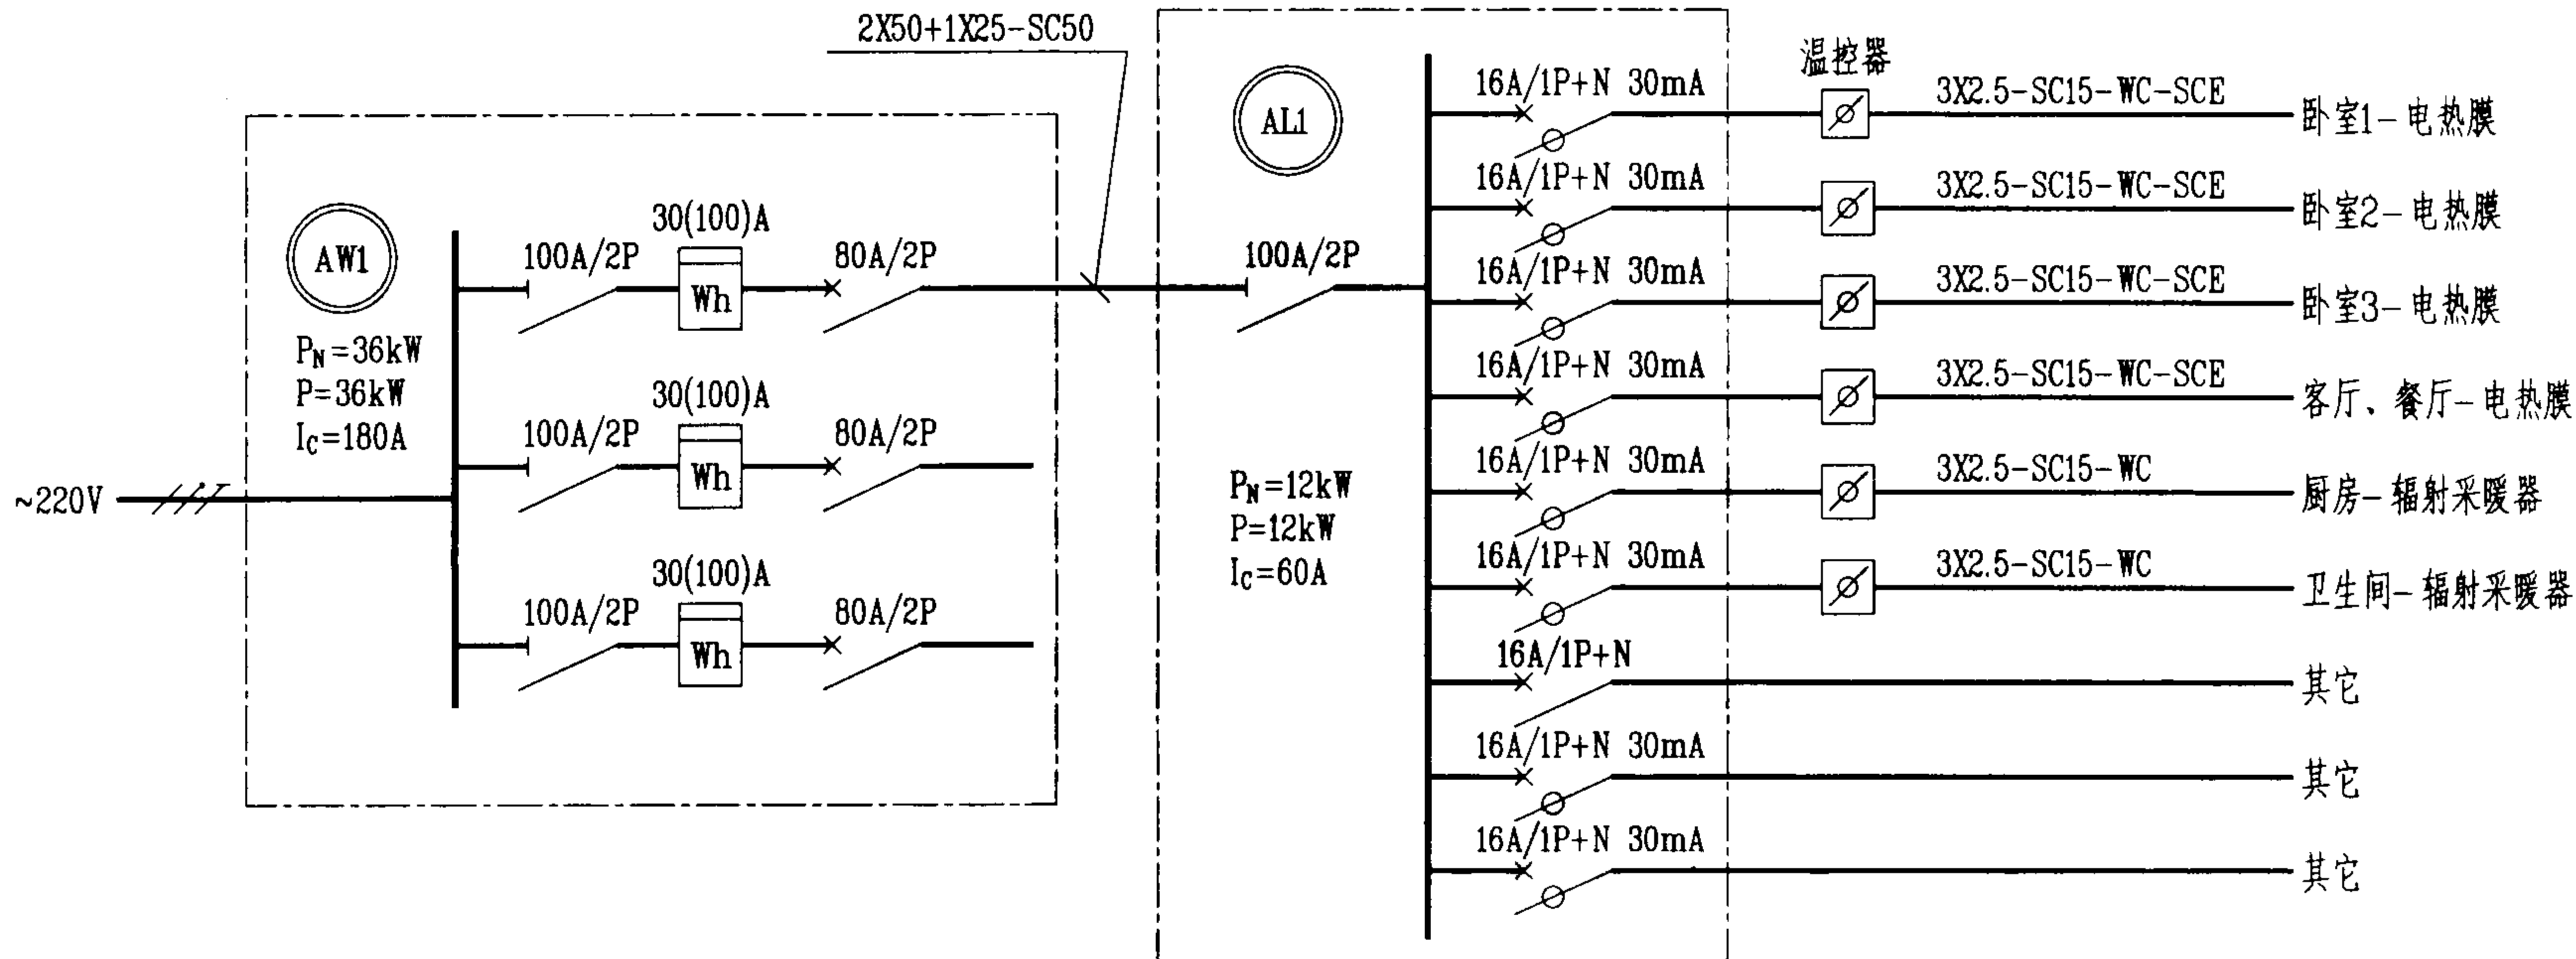 2X50+1X25-SC50
AW1
P_N=36kW
P=36kW
I_C=180A
~220V
30(100)A
100A/2P
Wh
80A/2P
30(100)A
100A/2P
Wh
80A/2P
30(100)A
100A/2P
Wh
80A/2P
AL1
100A/2P
P_N=12kW
P=12kW
I_C=60A
温控器
16A/1P+N 30mA
3X2.5-SC15-WC-SCE
卧室1-电热膜
16A/1P+N 30mA
3X2.5-SC15-WC-SCE
卧室2-电热膜
16A/1P+N 30mA
3X2.5-SC15-WC-SCE
卧室3-电热膜
16A/1P+N 30mA
3X2.5-SC15-WC-SCE
客厅、餐厅-电热膜
16A/1P+N 30mA
3X2.5-SC15-WC
厨房-辐射采暖器
16A/1P+N 30mA
3X2.5-SC15-WC
卫生间-辐射采暖器
16A/1P+N
其它
16A/1P+N 30mA
其它
16A/1P+N 30mA
其它